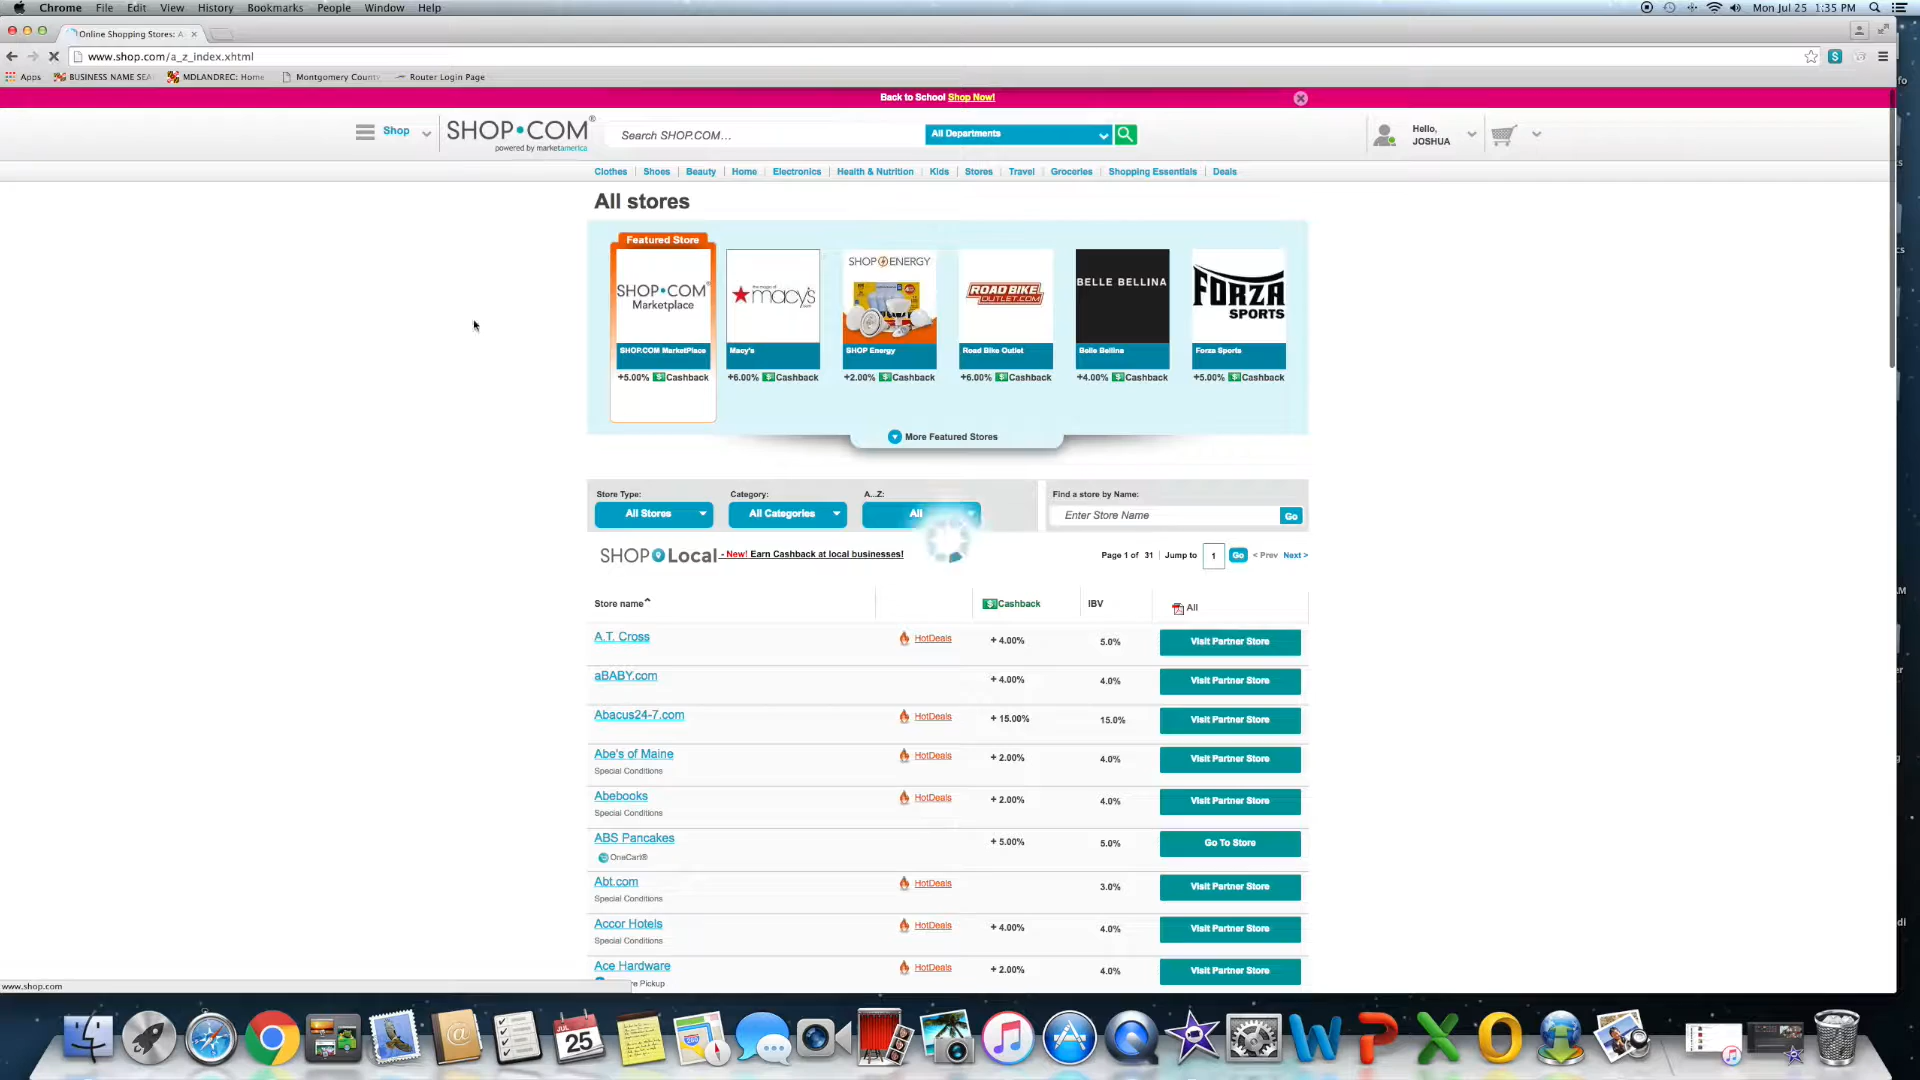 Chrome File Edit View History Bookmarks People Window Help Mon Jul 25 1:35 PM
Online Shopping Stores: A
www.shop.com/a_z_index.xhtml
Apps BUSINESS NAME SEA MDLANDREC: Home Montgomery County Router Login Page
Back to School Shop Now!
Shop SHOP•COM® Search SHOP.COM... All Departments Hello, JOSHUA
powered by marketamerica
Clothes Shoes Beauty Home Electronics Health & Nutrition Kids Stores Travel Groceries Shopping Essentials Deals
All stores
Featured Store
SHOP•COM Marketplace the magic of macy's .com SHOP ENERGY ROAD BIKE OUTLET.COM BELLE BELLINA FORZA SPORTS
SHOP.COM MarketPlace Macy's SHOP Energy Road Bike Outlet Belle Bellina Forza Sports
+5.00% $Cashback +6.00% $Cashback +2.00% $Cashback +6.00% $Cashback +4.00% $Cashback +5.00% $Cashback
More Featured Stores
Store Type: Category: A...Z: Find a store by Name:
All Stores All Categories All Enter Store Name Go
SHOP Local - New! Earn Cashback at local businesses! Page 1 of 31 Jump to 1 Go < Prev Next >
Store name^ $Cashback IBV All
A.T. Cross HotDeals + 4.00% 5.0% Visit Partner Store
aBABY.com + 4.00% 4.0% Visit Partner Store
Abacus24-7.com HotDeals + 15.00% 15.0% Visit Partner Store
Abe's of Maine HotDeals + 2.00% 4.0% Visit Partner Store
Special Conditions
Abebooks HotDeals + 2.00% 4.0% Visit Partner Store
Special Conditions
ABS Pancakes + 5.00% 5.0% Go To Store
OneCart®
Abt.com HotDeals 3.0% Visit Partner Store
Special Conditions
Accor Hotels HotDeals + 4.00% 4.0% Visit Partner Store
Special Conditions
Ace Hardware HotDeals + 2.00% 4.0% Visit Partner Store
re Pickup
www.shop.com
JUL
25